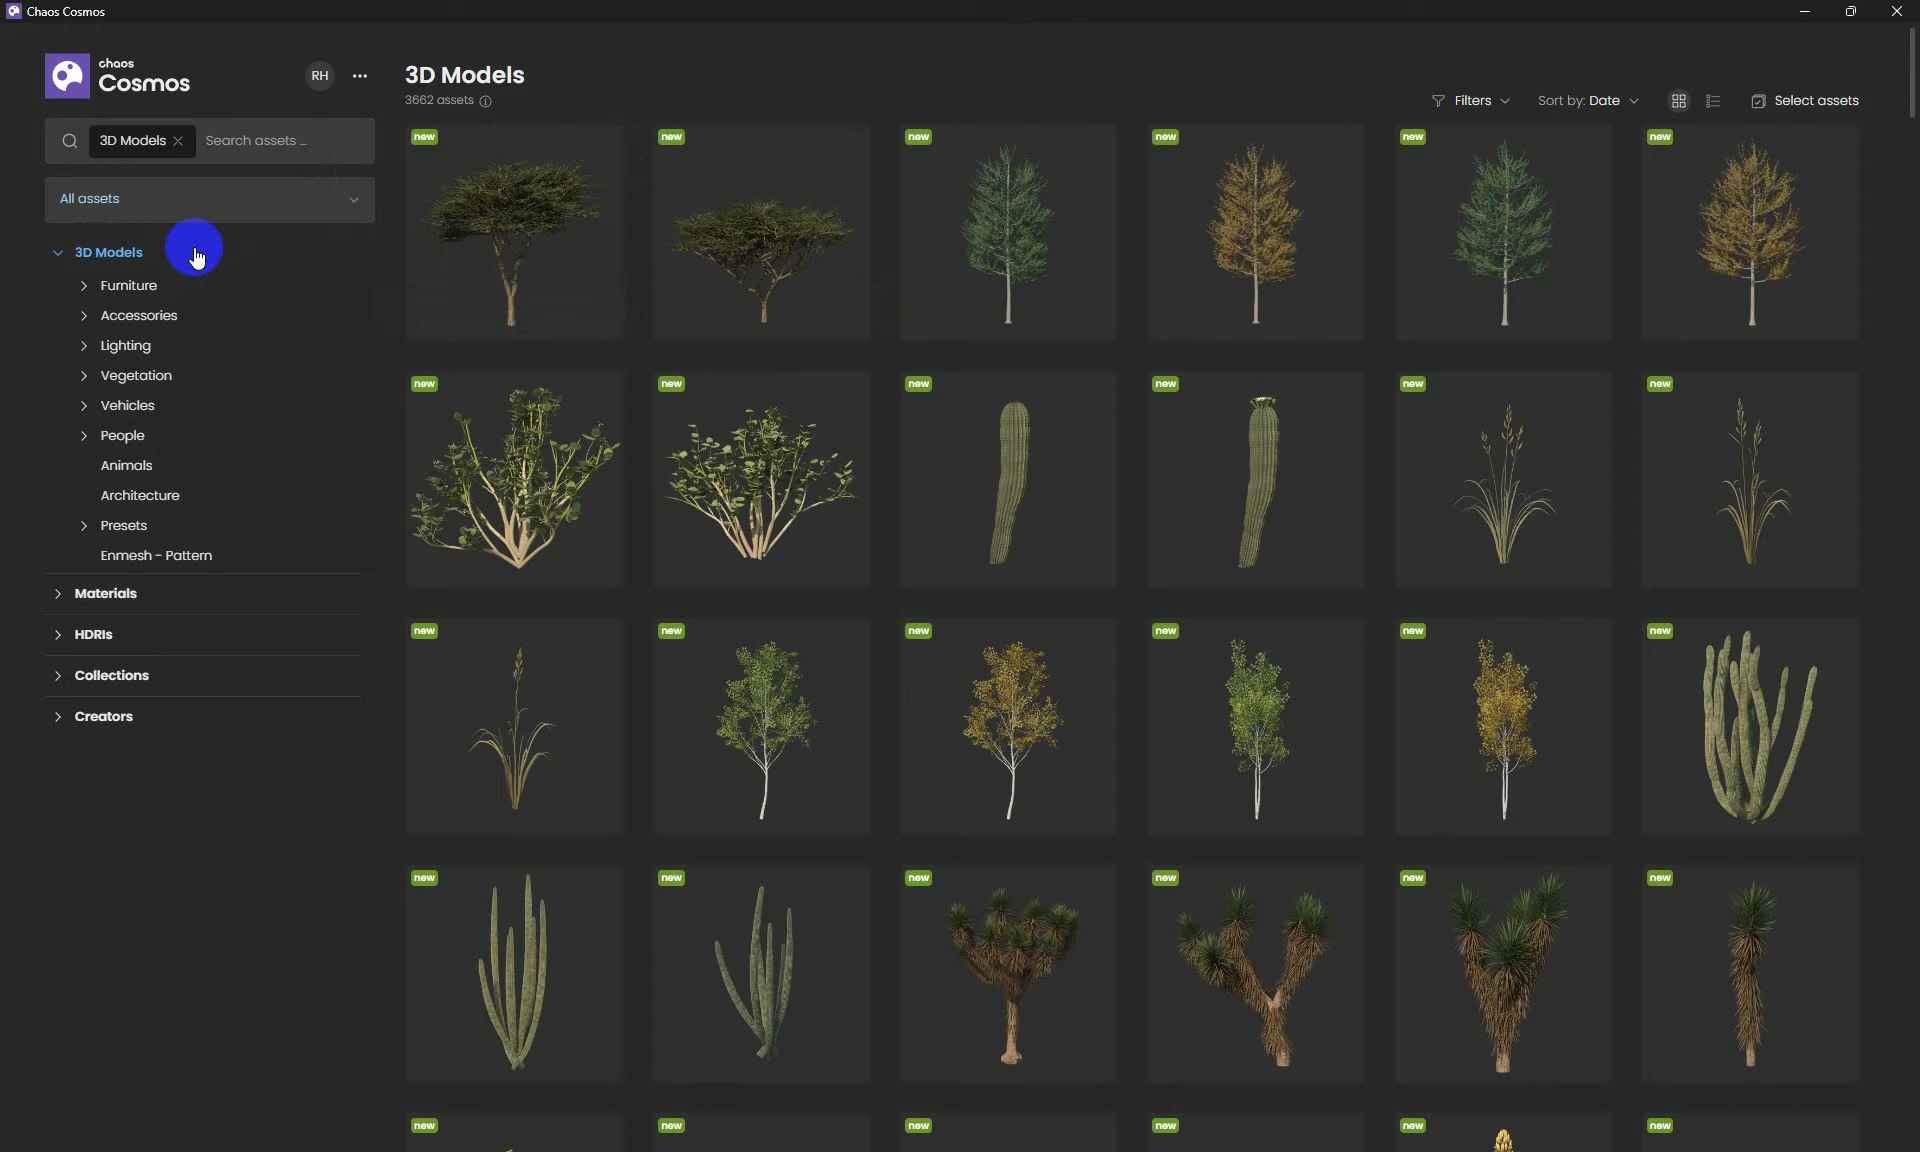 Chaos Cosmos
chaos
Cosmos
RH
3D Models
3662 assets
Filters
Sort by: Date
Select assets
3D Models
Search assets ...
All assets
3D Models
Furniture
Accessories
Lighting
Vegetation
Vehicles
People
Animals
Architecture
Presets
Enmesh - Pattern
Materials
HDRIs
Collections
Creators
new new new new new new
new new new new new new
new new new new new new
new new new new new new
new new new new new new